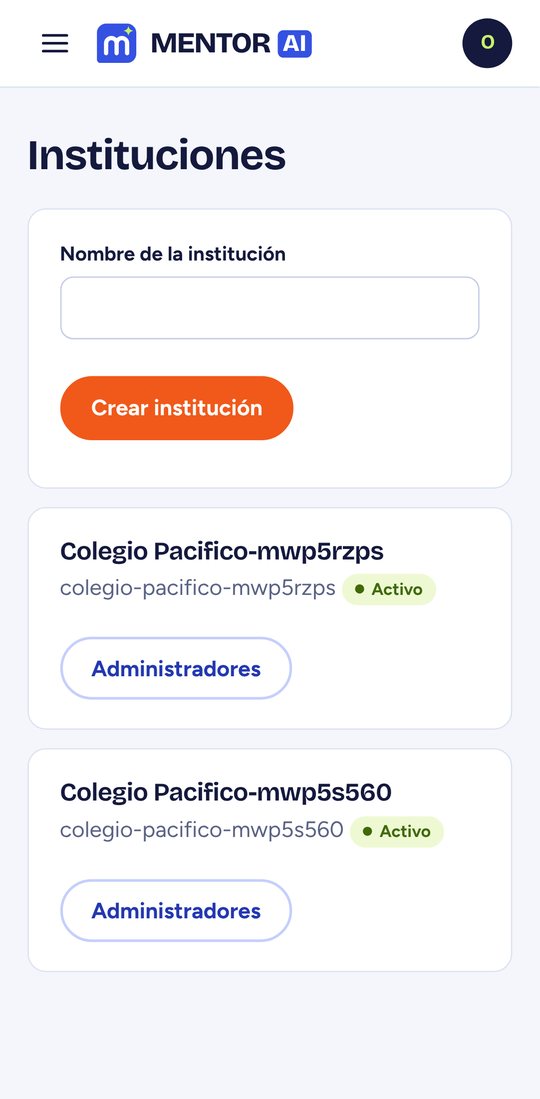 m MENTOR AI
O
Instituciones
Nombre de la institución
Crear institución
Colegio Pacifico-mwp5rzps
colegio-pacifico-mwp5rzps Activo
Administradores
Colegio Pacifico-mwp5s560
colegio-pacifico-mwp5s560 Activo
Administradores